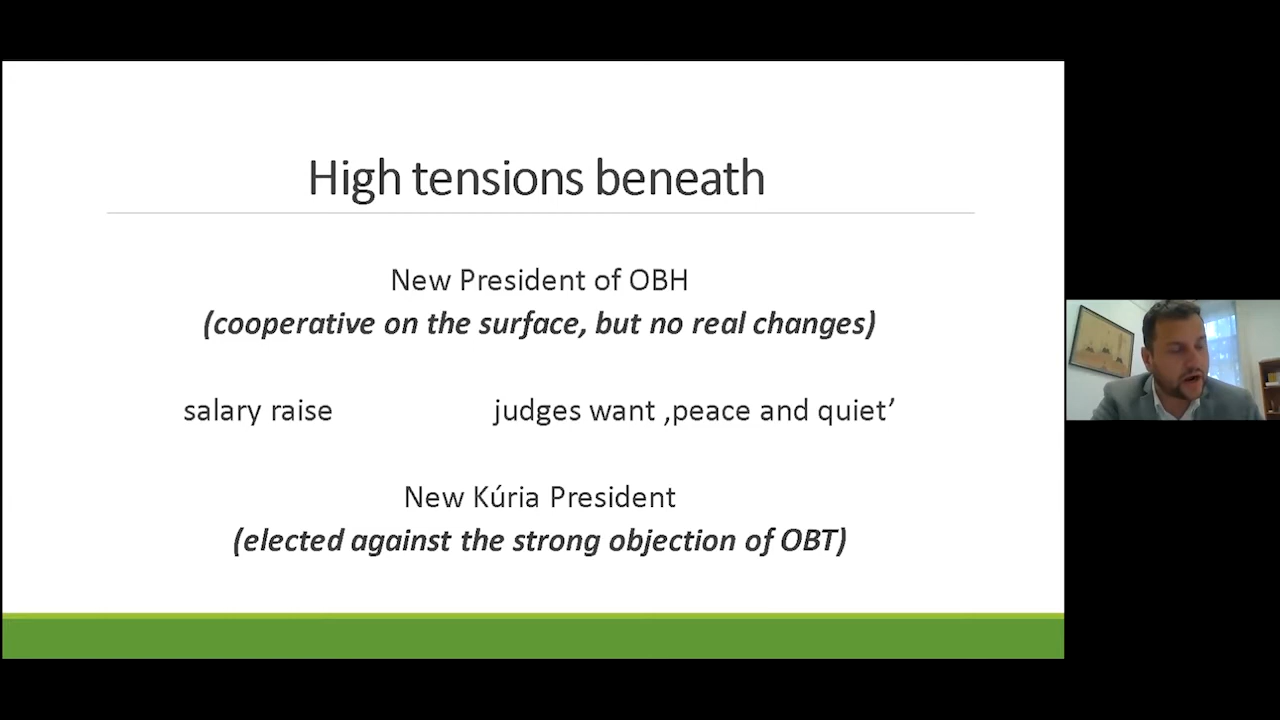 High tensions beneath
New President of OBH
(cooperative on the surface, but no real changes)
salary raise judges want ‚peace and quiet’
New Kúria President
(elected against the strong objection of OBT)